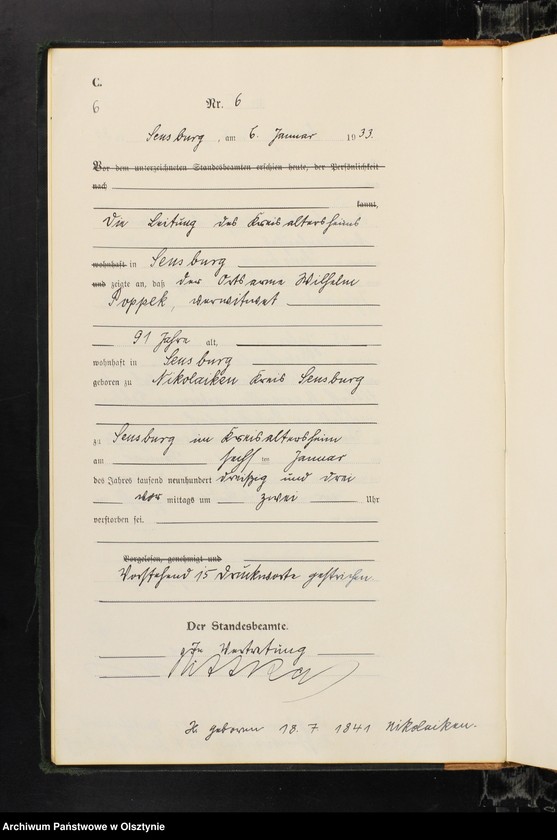 C.
6
Nr. 6
Sensburg, am 6. Januar 1933.
Vor dem unterzeichneten Standesbeamten erschien heute, der Persönlichkeit
nach
kannt,
Die Leitung des Kreisaltersheims
wohnhaft in Sensburg
und zeigte an, daß der Ortsarme Wilhelm
Poppek, verwitwet
91 Jahre alt,
wohnhaft in Sensburg
geboren zu Nikolaiken Kreis Sensburg
zu Sensburg im Kreisaltersheim
am sechsten Januar
des Jahres tausend neunhundert dreißig und drei
vor mittags um zwei Uhr
verstorben sei.
Vorgelesen, genehmigt und
Vorstehend 15 Druckworte gestrichen.
Der Standesbeamte.
In Vertretung
geboren 18. 7 1841 Nikolaiken.
Archiwum Państwowe w Olsztynie